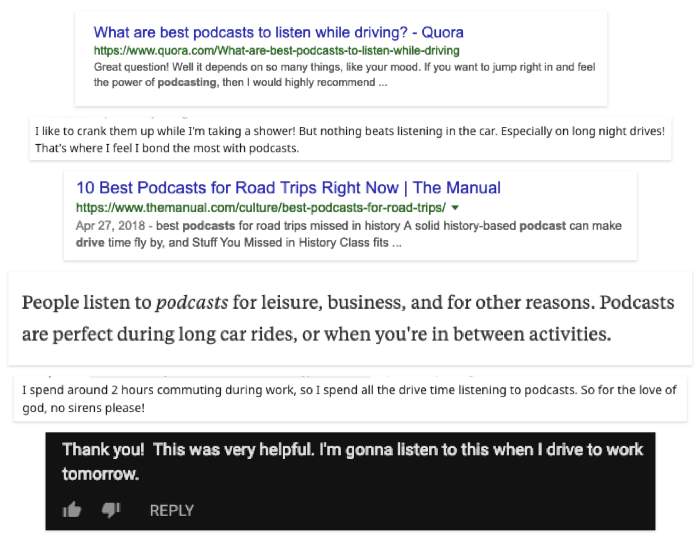 What are best podcasts to listen while driving? - Quora
https://www.quora.com/What-are-best-podcasts-to-listen-while-driving
Great question! Well it depends on so many things, like your mood. If you want to jump right in and feel
the power of podcasting, then I would highly recommend ...
I like to crank them up while I'm taking a shower! But nothing beats listening in the car. Especially on long night drives!
That's where I feel I bond the most with podcasts.
10 Best Podcasts for Road Trips Right Now | The Manual
https://www.themanual.com/culture/best-podcasts-for-road-trips/
Apr 27, 2018 - best podcasts for road trips missed in history A solid history-based podcast can make
drive time fly by, and Stuff You Missed in History Class fits ...
People listen to podcasts for leisure, business, and for other reasons. Podcasts
are perfect during long car rides, or when you're in between activities.
I spend around 2 hours commuting during work, so I spend all the drive time listening to podcasts. So for the love of
god, no sirens please!
Thank you! This was very helpful. I'm gonna listen to this when I drive to work
tomorrow.
REPLY